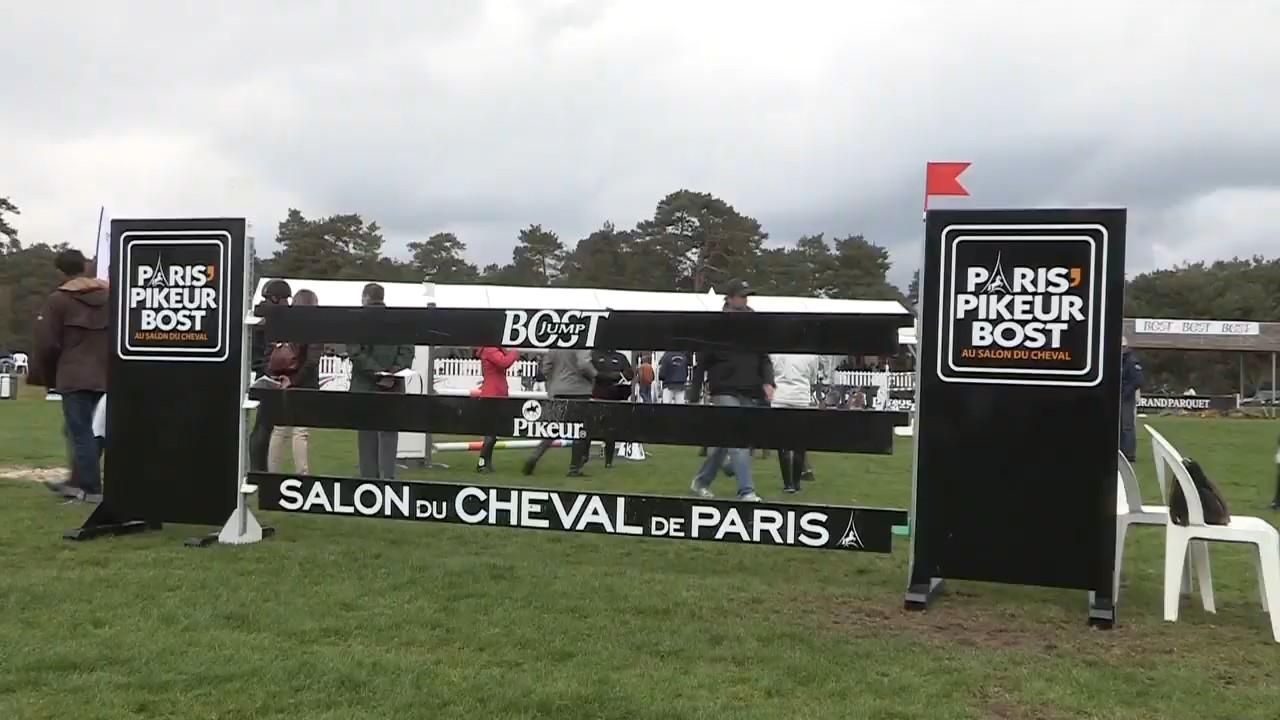 PARIS'
PIKEUR
BOST
AU SALON DU CHEVAL
BOST
JUMP
PIKEUR
SALON DU CHEVAL DE PARIS
PARIS'
PIKEUR
BOST
AU SALON DU CHEVAL
BOST BOST BOST
GRAND PARQUET
13